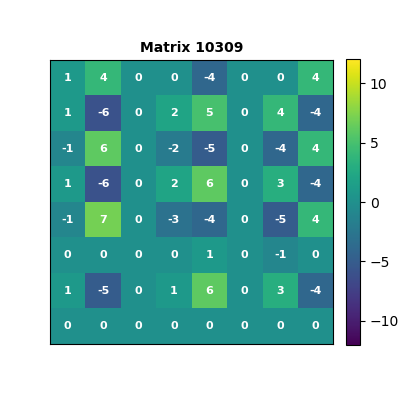 Matrix 10309
1 4 0 0 -4 0 0 4
1 -6 0 2 5 0 4 -4
-1 6 0 -2 -5 0 -4 4
1 -6 0 2 6 0 3 -4
-1 7 0 -3 -4 0 -5 4
0 0 0 0 1 0 -1 0
1 -5 0 1 6 0 3 -4
0 0 0 0 0 0 0 0
10
5
0
−5
−10